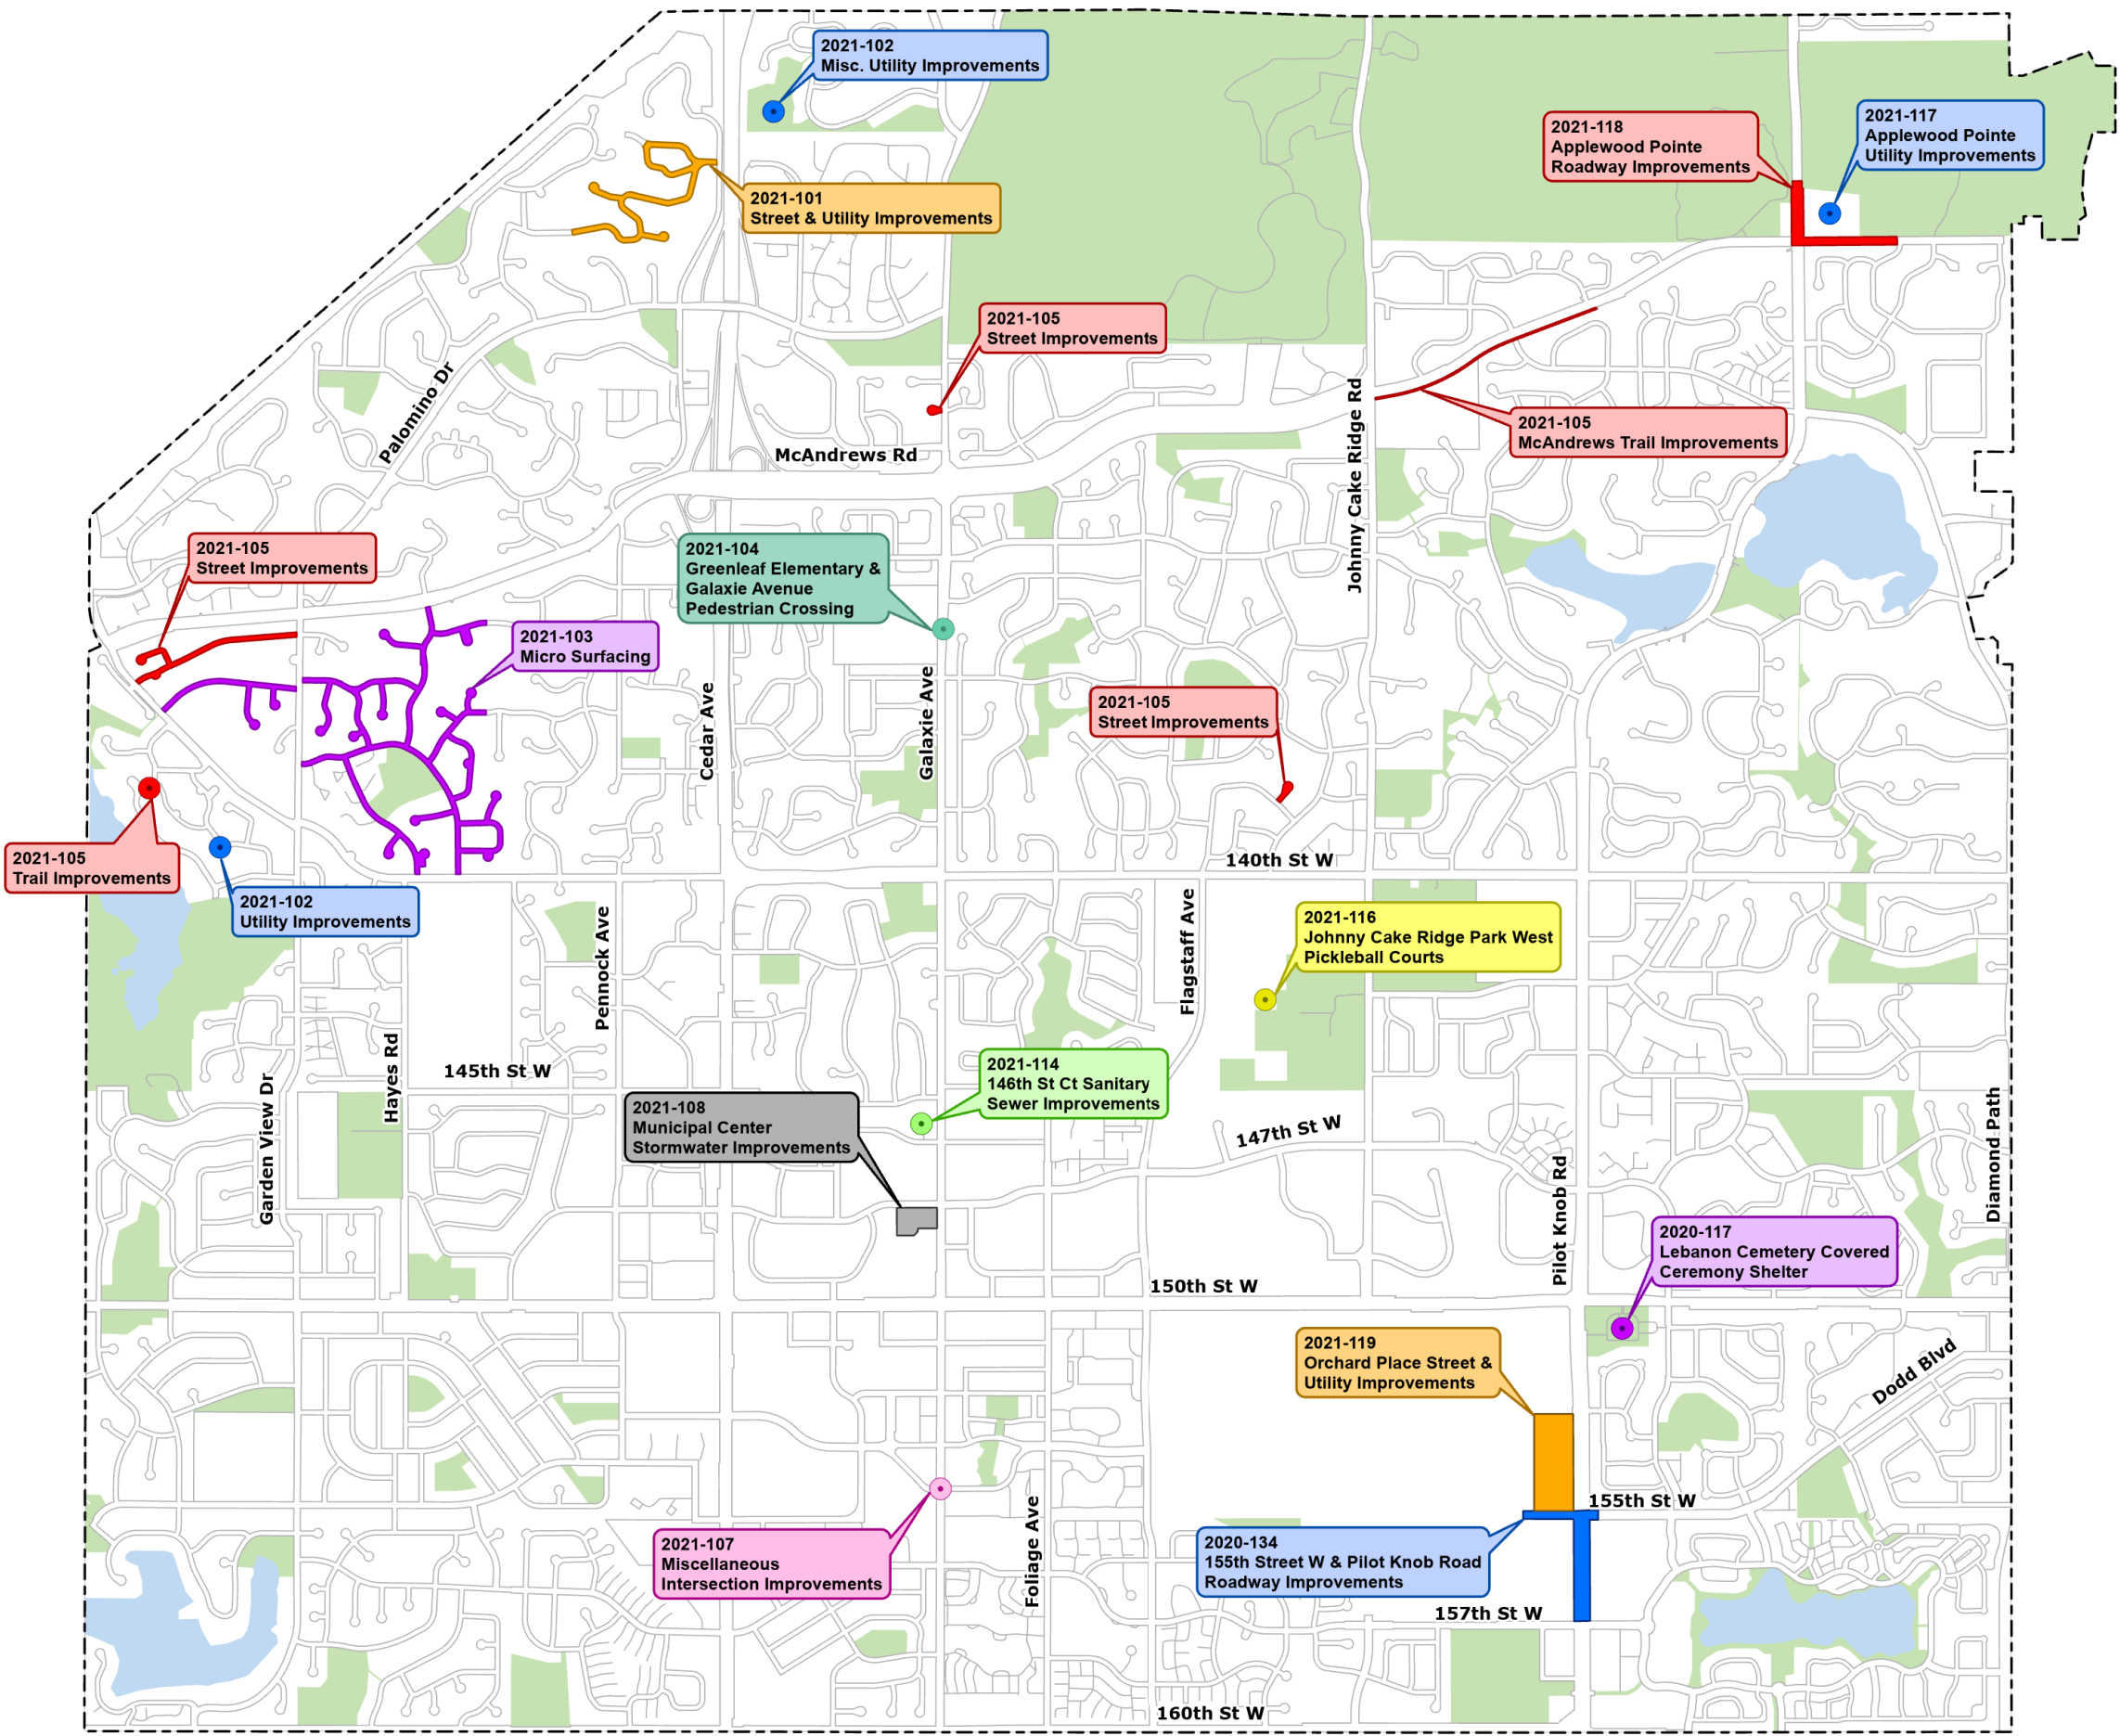 2021-102
Misc. Utility Improvements
2021-118
Applewood Pointe
Roadway Improvements
2021-117
Applewood Pointe
Utility Improvements
2021-101
Street & Utility Improvements
2021-105
Street Improvements
Palomino Dr
McAndrews Rd
Johnny Cake Ridge Rd
2021-105
McAndrews Trail Improvements
2021-105
Street Improvements
2021-104
Greenleaf Elementary &
Galaxie Avenue
Pedestrian Crossing
2021-103
Micro Surfacing
Cedar Ave
Galaxie Ave
2021-105
Street Improvements
2021-105
Trail Improvements
2021-102
Utility Improvements
140th St W
Pennock Ave
Flagstaff Ave
2021-116
Johnny Cake Ridge Park West
Pickleball Courts
Hayes Rd
145th St W
Garden View Dr
2021-114
146th St Ct Sanitary
Sewer Improvements
2021-108
Municipal Center
Stormwater Improvements
147th St W
Pilot Knob Rd
Diamond Path
2020-117
Lebanon Cemetery Covered
Ceremony Shelter
150th St W
2021-119
Orchard Place Street &
Utility Improvements
Dodd Blvd
155th St W
Foliage Ave
2021-107
Miscellaneous
Intersection Improvements
2020-134
155th Street W & Pilot Knob Road
Roadway Improvements
157th St W
160th St W